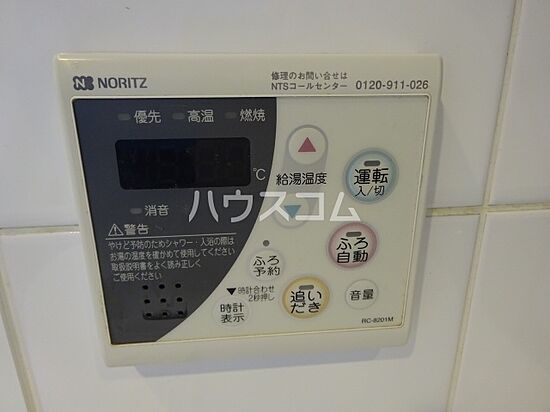 NORITZ
修理のお問い合せは
NTSコールセンター 0120-911-026
優先 高温 燃焼
℃
給湯温度
運転
入/切
消音
ハウスコム
警告
やけど予防のためシャワー・入浴の際は
お湯の温度を確かめて使用してください
取扱説明書をよく読み正しく
ご使用ください
ふろ
自動
ふろ
予約
時計合わせ
2秒押し
時計
表示
追い
だき
音量
RC-8201M